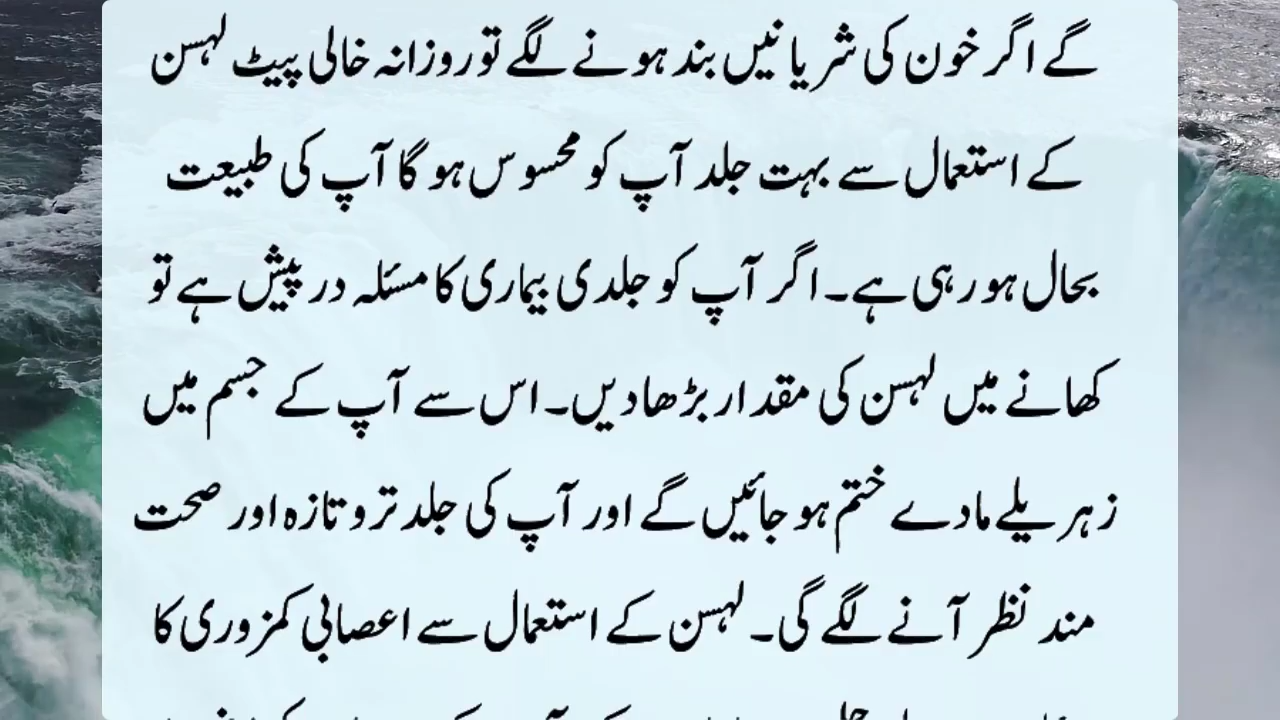 گے اگر خون کی شریانیں بند ہونے لگے تو روزانہ خالی پیٹ لہسن
کے استعمال سے بہت جلد آپ کو محسوس ہو گا آپ کی طبیعت
بحال ہو رہی ہے۔ اگر آپ کو جلدی بیماری کا مسئلہ درپیش ہے تو
کھانے میں لہسن کی مقدار بڑھا دیں۔ اس سے آپ کے جسم میں
زہریلے مادے ختم ہو جائیں گے اور آپ کی جلد تر و تازہ اور صحت
مند نظر آنے لگے گی۔ لہسن کے استعمال سے اعصابی کمزوری کا